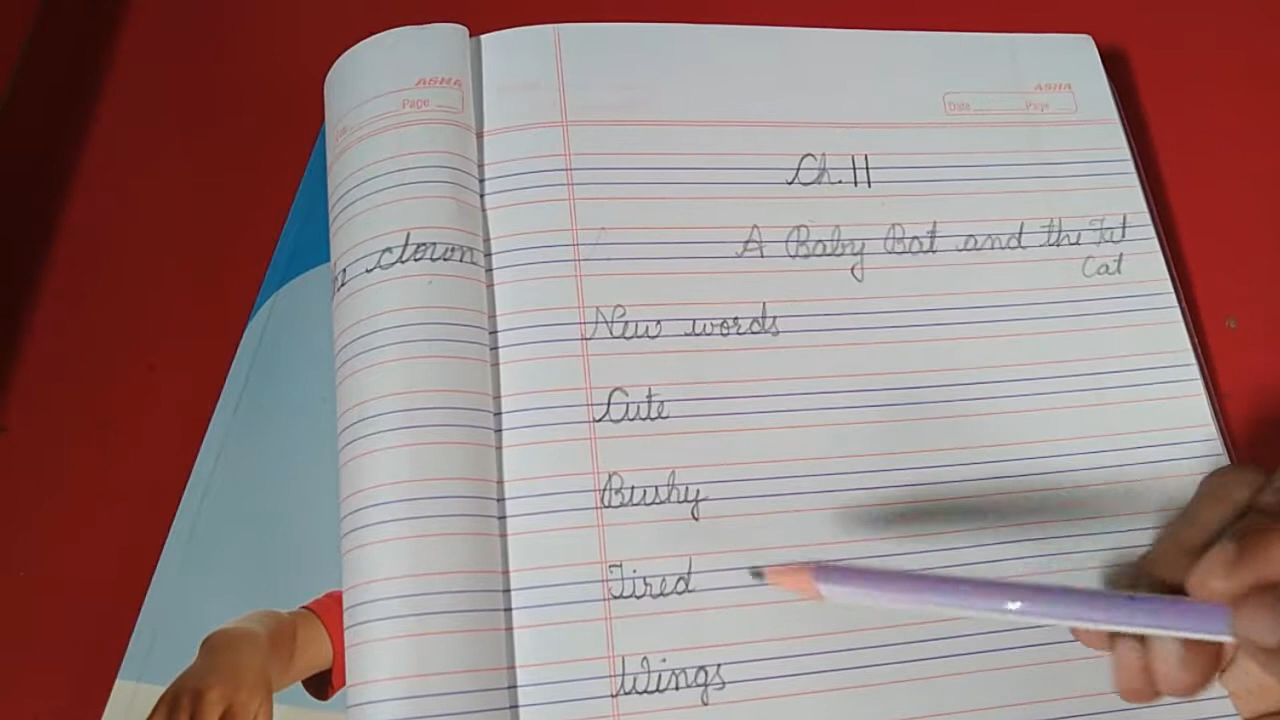 ASHA
Page
down
ASHA
Date Page
Ch. 11
A Baby Bat and the Fat
Cat
New words
Cute
Bushy
Tired
Wings